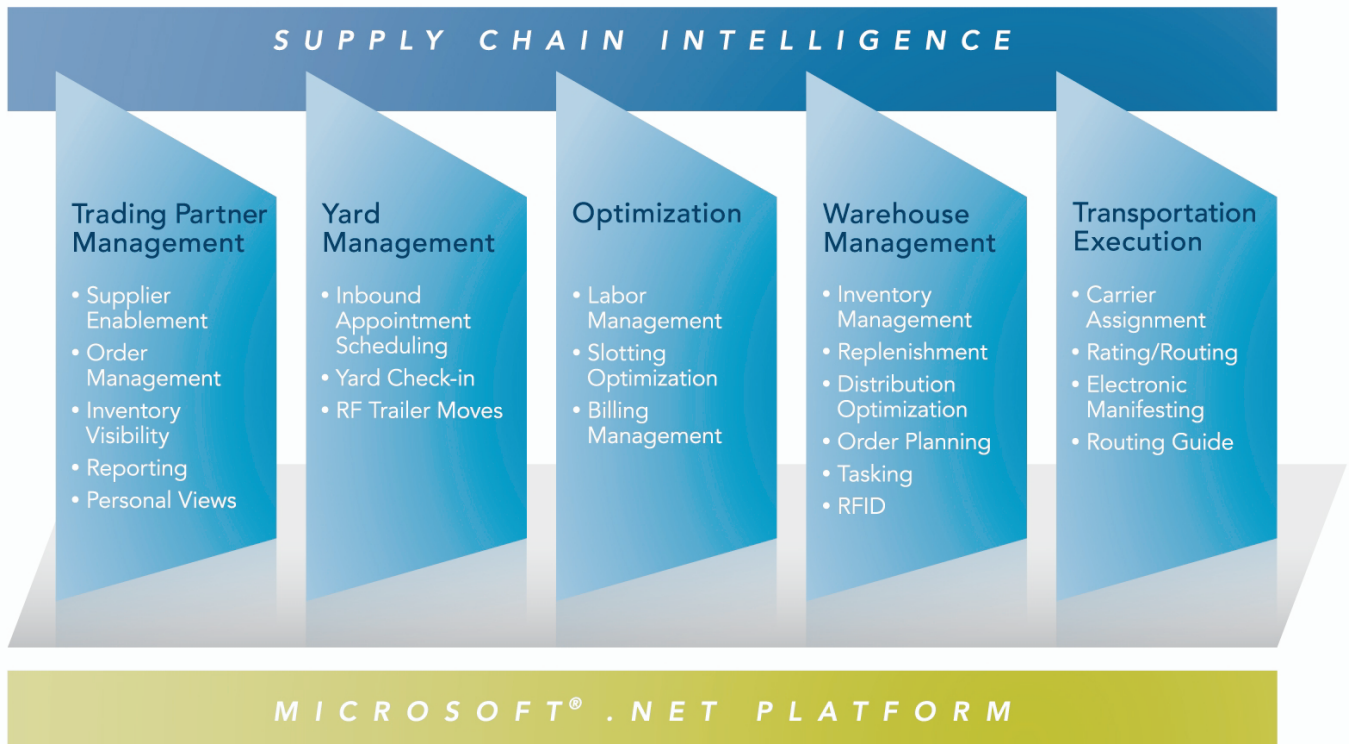 SUPPLY CHAIN INTELLIGENCE
Trading Partner
Management
• Supplier
Enablement
• Order
Management
• Inventory
Visibility
• Reporting
• Personal Views
Yard
Management
• Inbound
Appointment
Scheduling
• Yard Check-in
• RF Trailer Moves
Optimization
• Labor
Management
• Slotting
Optimization
• Billing
Management
Warehouse
Management
• Inventory
Management
• Replenishment
• Distribution
Optimization
• Order Planning
• Tasking
• RFID
Transportation
Execution
• Carrier
Assignment
• Rating/Routing
• Electronic
Manifesting
• Routing Guide
MICROSOFT® .NET PLATFORM